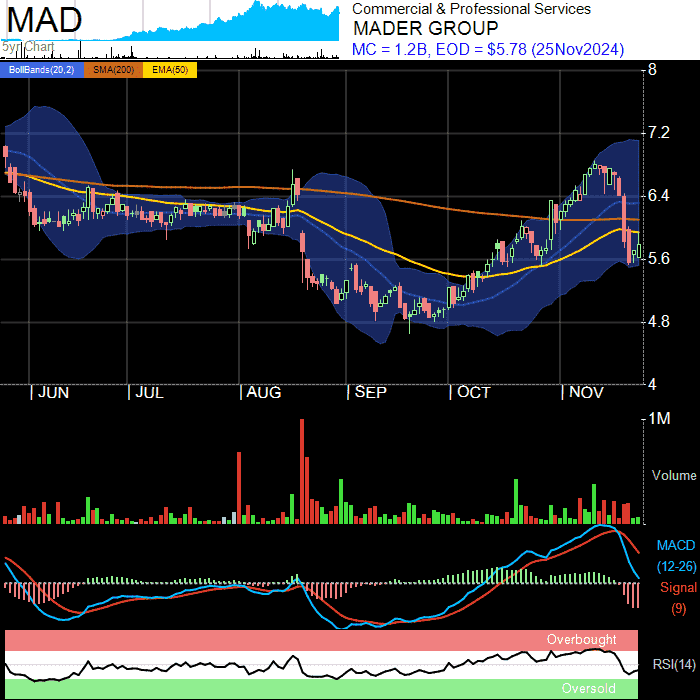 MAD
5yr Chart
Commercial & Professional Services
MADER GROUP
MC = 1.2B, EOD = $5.78 (25Nov2024)
BollBands(20,2) SMA(200) EMA(50)
8
7.2
6.4
5.6
4.8
4
JUN JUL AUG SEP OCT NOV
1M
Volume
MACD
(12-26)
Signal
(9)
Overbought
RSI(14)
Oversold